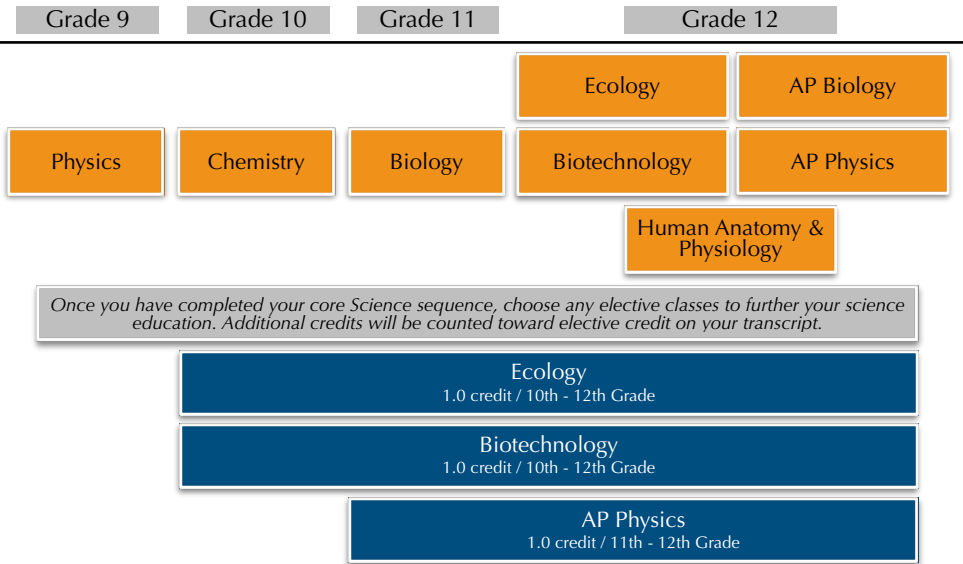 Grade 9 Grade 10 Grade 11 Grade 12
Ecology AP Biology
Physics Chemistry Biology Biotechnology AP Physics
Human Anatomy &
Physiology
Once you have completed your core Science sequence, choose any elective classes to further your science
education. Additional credits will be counted toward elective credit on your transcript.
Ecology
1.0 credit / 10th - 12th Grade
Biotechnology
1.0 credit / 10th - 12th Grade
AP Physics
1.0 credit / 11th - 12th Grade